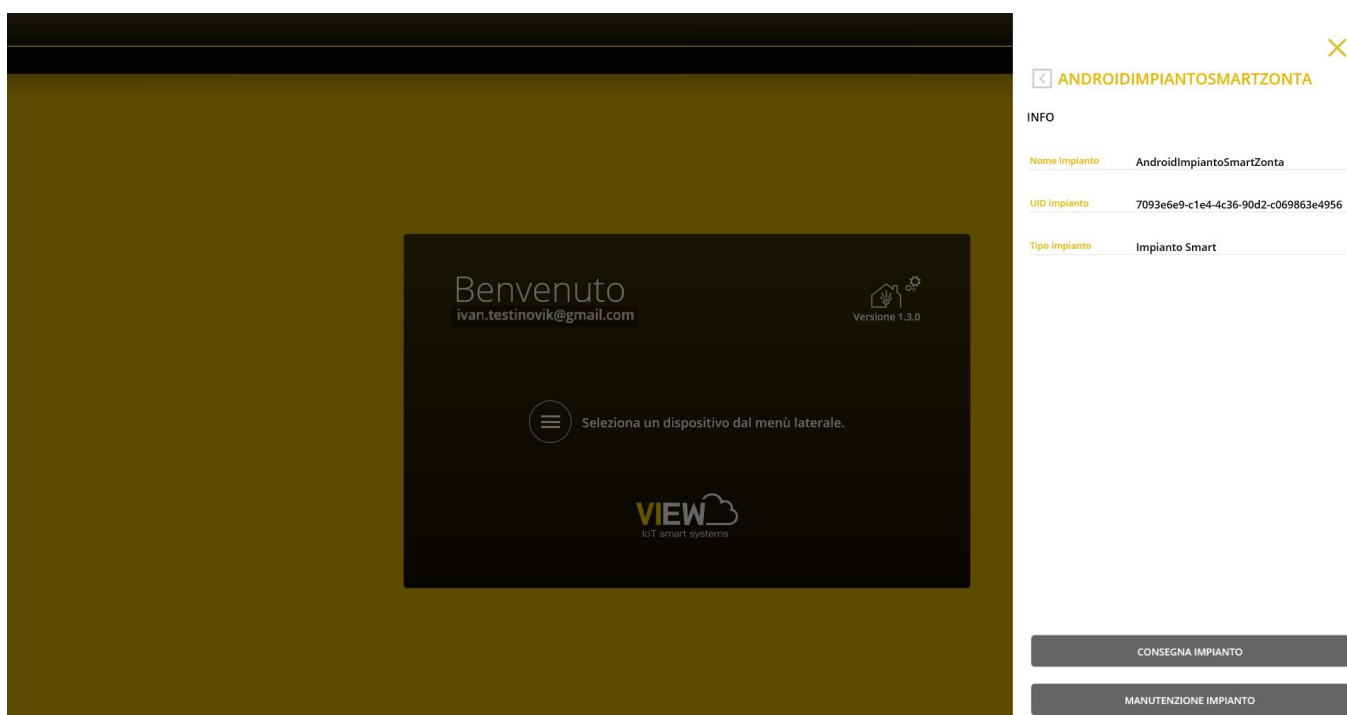 Benvenuto
ivan.testinovik@gmail.com
Versione 1.3.0
Seleziona un dispositivo dal menù laterale.
VIEW
IoT smart systems
ANDROIDIMPIANTOSMARTZONTA
INFO
Nome impianto AndroidImpiantoSmartZonta
UID impianto 7093e6e9-c1e4-4c36-90d2-c069863e4956
Tipo impianto Impianto Smart
CONSEGNA IMPIANTO
MANUTENZIONE IMPIANTO